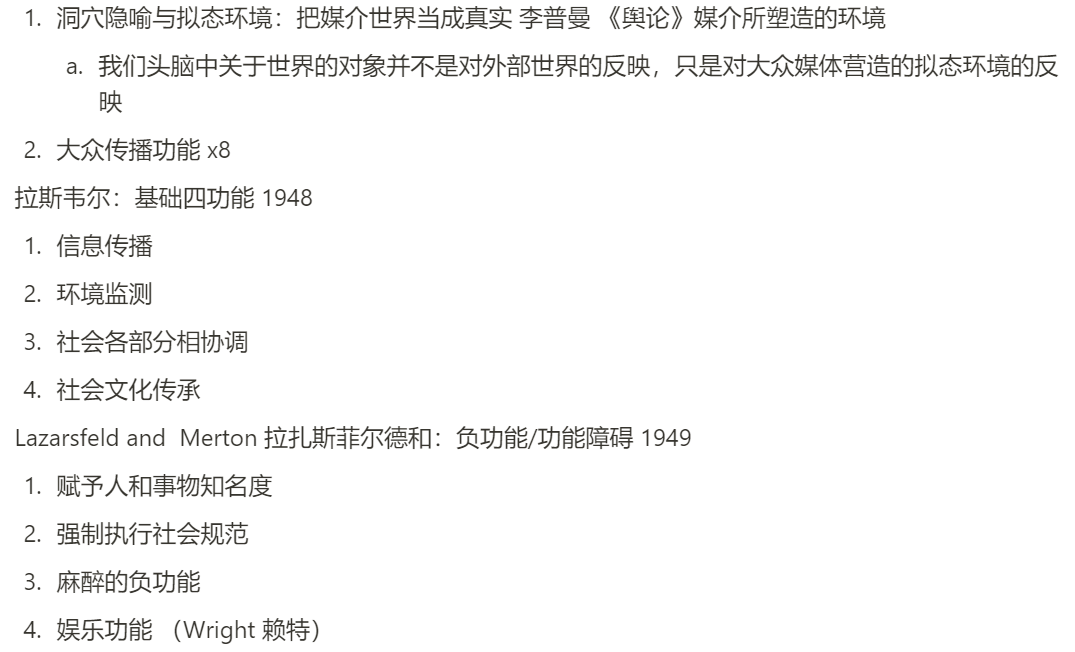 1. 洞穴隐喻与拟态环境：把媒介世界当成真实 李普曼 《舆论》媒介所塑造的环境
a. 我们头脑中关于世界的对象并不是对外部世界的反映，只是对大众媒体营造的拟态环境的反
映
2. 大众传播功能 x8
拉斯韦尔：基础四功能 1948
1. 信息传播
2. 环境监测
3. 社会各部分相协调
4. 社会文化传承
Lazarsfeld and Merton 拉扎斯菲尔德和：负功能/功能障碍 1949
1. 赋予人和事物知名度
2. 强制执行社会规范
3. 麻醉的负功能
4. 娱乐功能 （Wright 赖特）